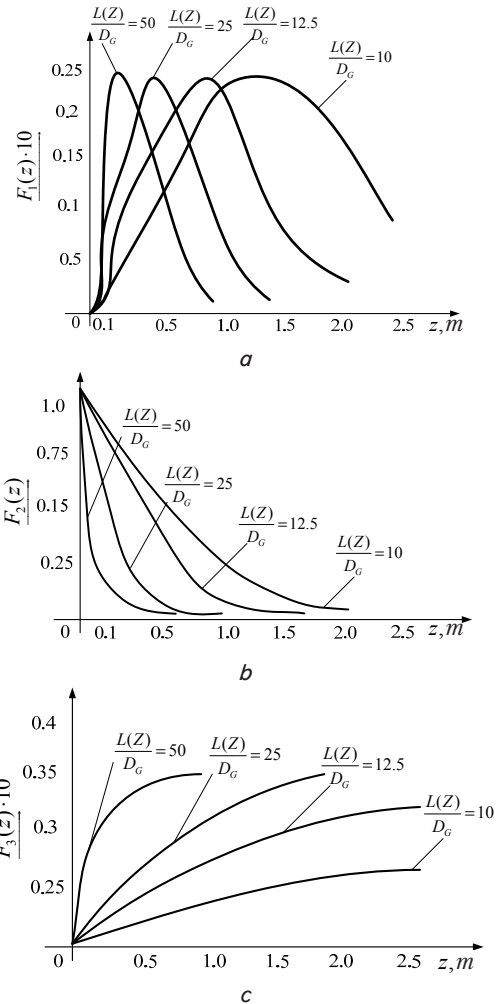 L(Z)/D_G = 50 L(Z)/D_G = 25 L(Z)/D_G = 12.5
L(Z)/D_G = 10
0.25
0.2
0.15
0.1
0.5
F₁(z)·10
0 0.1 0.5 1.0 1.5 2.0 2.5 z, m
a
1.0
0.75
0.15
0.25
F₂(z)
L(Z)/D_G = 50
L(Z)/D_G = 25
L(Z)/D_G = 12.5
L(Z)/D_G = 10
0 0.1 0.5 1.0 1.5 2.0 2.5 z, m
b
0.4
0.35
0.3
0.25
F₃(z)·10
L(Z)/D_G = 50 L(Z)/D_G = 25 L(Z)/D_G = 12.5
L(Z)/D_G = 10
0 0.5 1.0 1.5 2.0 2.5 z, m
c